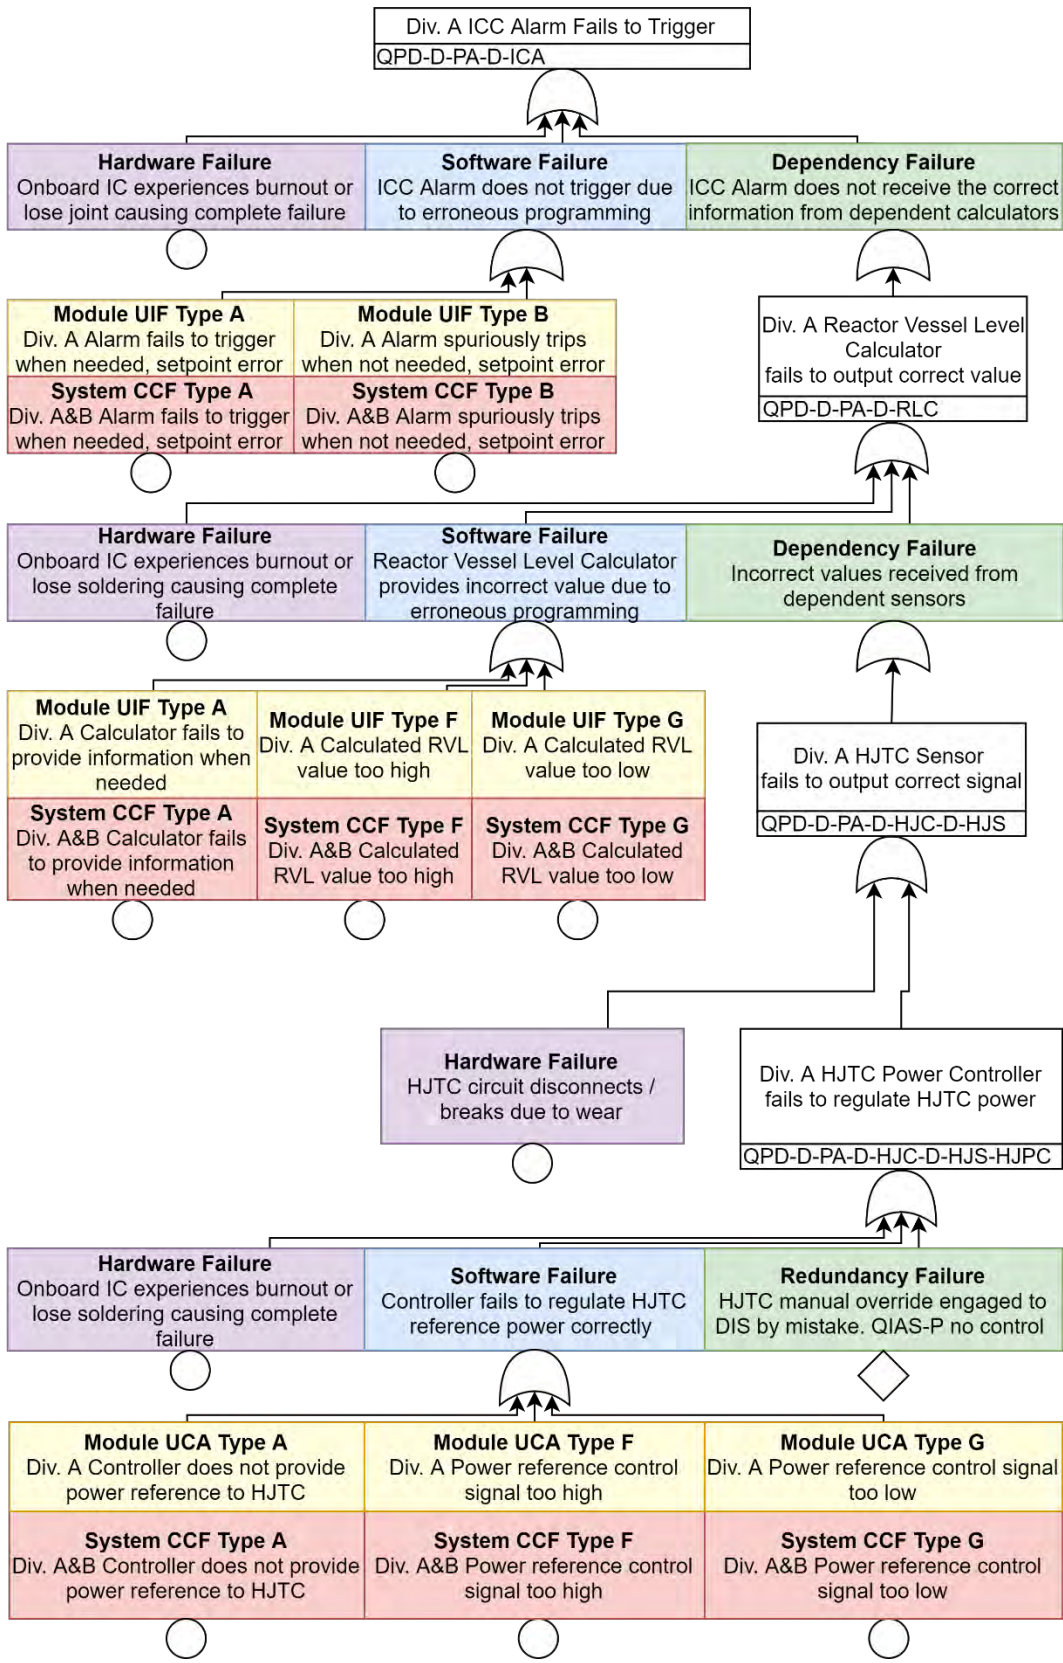 Div. A ICC Alarm Fails to Trigger
QPD-D-PA-D-ICA
Hardware Failure
Onboard IC experiences burnout or
lose joint causing complete failure
Software Failure
ICC Alarm does not trigger due
to erroneous programming
Dependency Failure
ICC Alarm does not receive the correct
information from dependent calculators
Module UIF Type A
Div. A Alarm fails to trigger
when needed, setpoint error
Module UIF Type B
Div. A Alarm spuriously trips
when not needed, setpoint error
System CCF Type A
Div. A&B Alarm fails to trigger
when needed, setpoint error
System CCF Type B
Div. A&B Alarm spuriously trips
when not needed, setpoint error
Div. A Reactor Vessel Level
Calculator
fails to output correct value
QPD-D-PA-D-RLC
Hardware Failure
Onboard IC experiences burnout or
lose soldering causing complete
failure
Software Failure
Reactor Vessel Level Calculator
provides incorrect value due to
erroneous programming
Dependency Failure
Incorrect values received from
dependent sensors
Module UIF Type A
Div. A Calculator fails to
provide information when
needed
Module UIF Type F
Div. A Calculated RVL
value too high
Module UIF Type G
Div. A Calculated RVL
value too low
System CCF Type A
Div. A&B Calculator fails
to provide information
when needed
System CCF Type F
Div. A&B Calculated
RVL value too high
System CCF Type G
Div. A&B Calculated
RVL value too low
Div. A HJTC Sensor
fails to output correct signal
QPD-D-PA-D-HJC-D-HJS
Hardware Failure
HJTC circuit disconnects /
breaks due to wear
Div. A HJTC Power Controller
fails to regulate HJTC power
QPD-D-PA-D-HJC-D-HJS-HJPC
Hardware Failure
Onboard IC experiences burnout or
lose soldering causing complete
failure
Software Failure
Controller fails to regulate HJTC
reference power correctly
Redundancy Failure
HJTC manual override engaged to
DIS by mistake. QIAS-P no control
Module UCA Type A
Div. A Controller does not provide
power reference to HJTC
Module UCA Type F
Div. A Power reference control
signal too high
Module UCA Type G
Div. A Power reference control signal
too low
System CCF Type A
Div. A&B Controller does not provide
power reference to HJTC
System CCF Type F
Div. A&B Power reference control
signal too high
System CCF Type G
Div. A&B Power reference control
signal too low